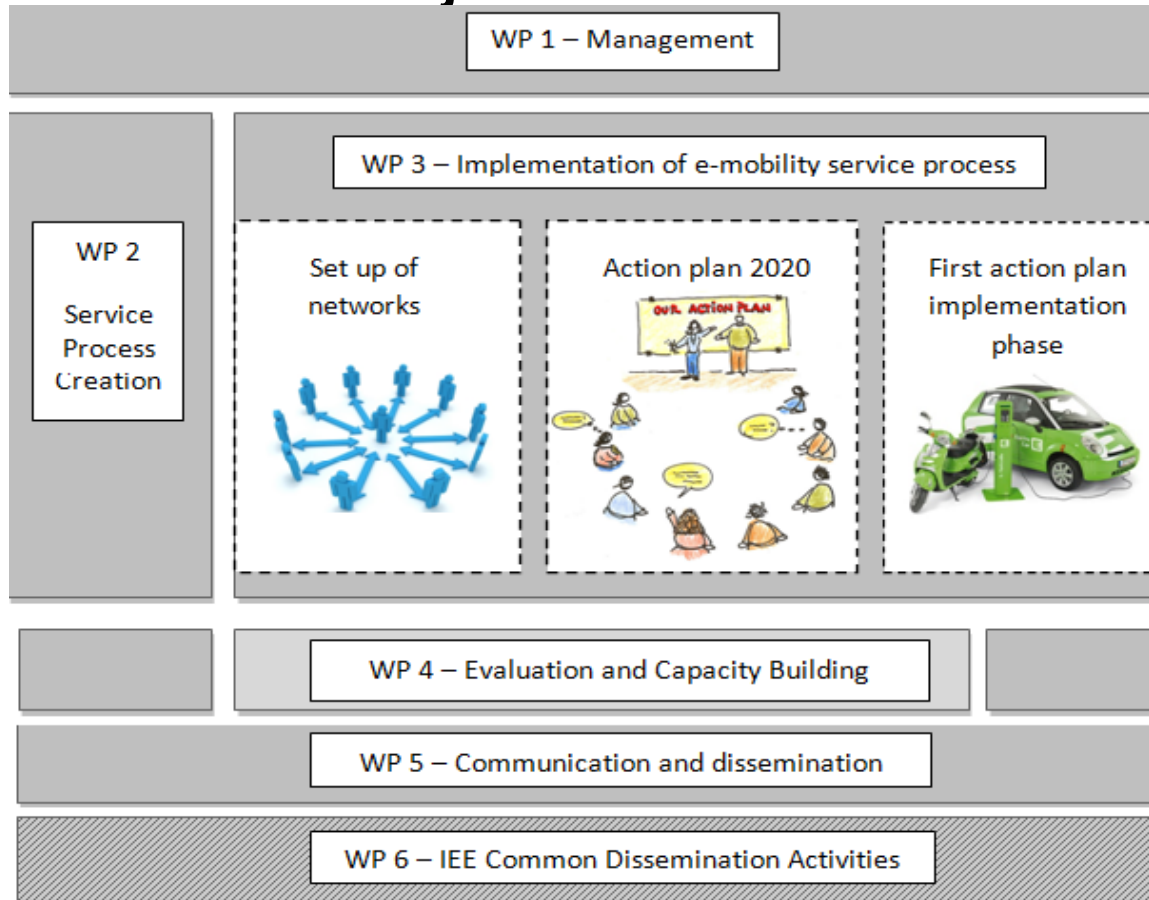 WP 1 – Management
WP 3 – Implementation of e-mobility service process
WP 2
Service
Process
Creation
Set up of
networks
Action plan 2020
OUR ACTION PLAN
First action plan
implementation
phase
WP 4 – Evaluation and Capacity Building
WP 5 – Communication and dissemination
WP 6 – IEE Common Dissemination Activities